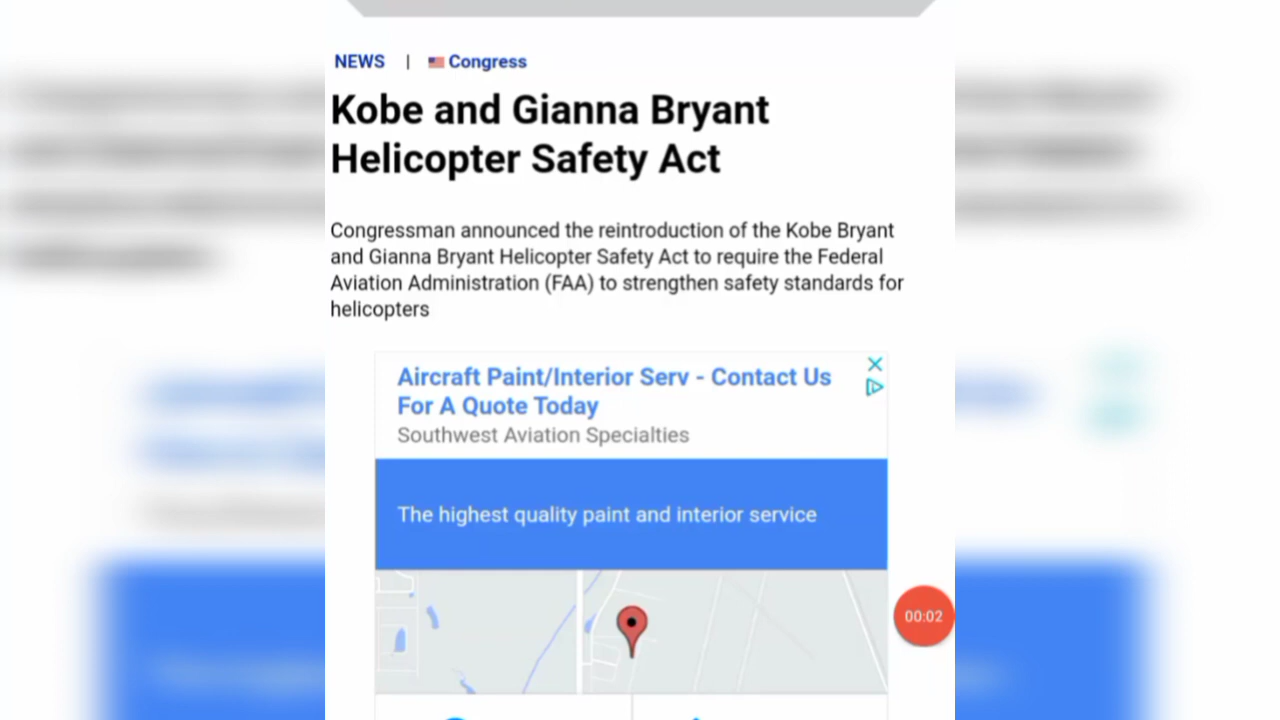 NEWS | Congress
Kobe and Gianna Bryant
Helicopter Safety Act
Congressman announced the reintroduction of the Kobe Bryant
and Gianna Bryant Helicopter Safety Act to require the Federal
Aviation Administration (FAA) to strengthen safety standards for
helicopters
Aircraft Paint/Interior Serv - Contact Us
For A Quote Today
Southwest Aviation Specialties
The highest quality paint and interior service
00:02